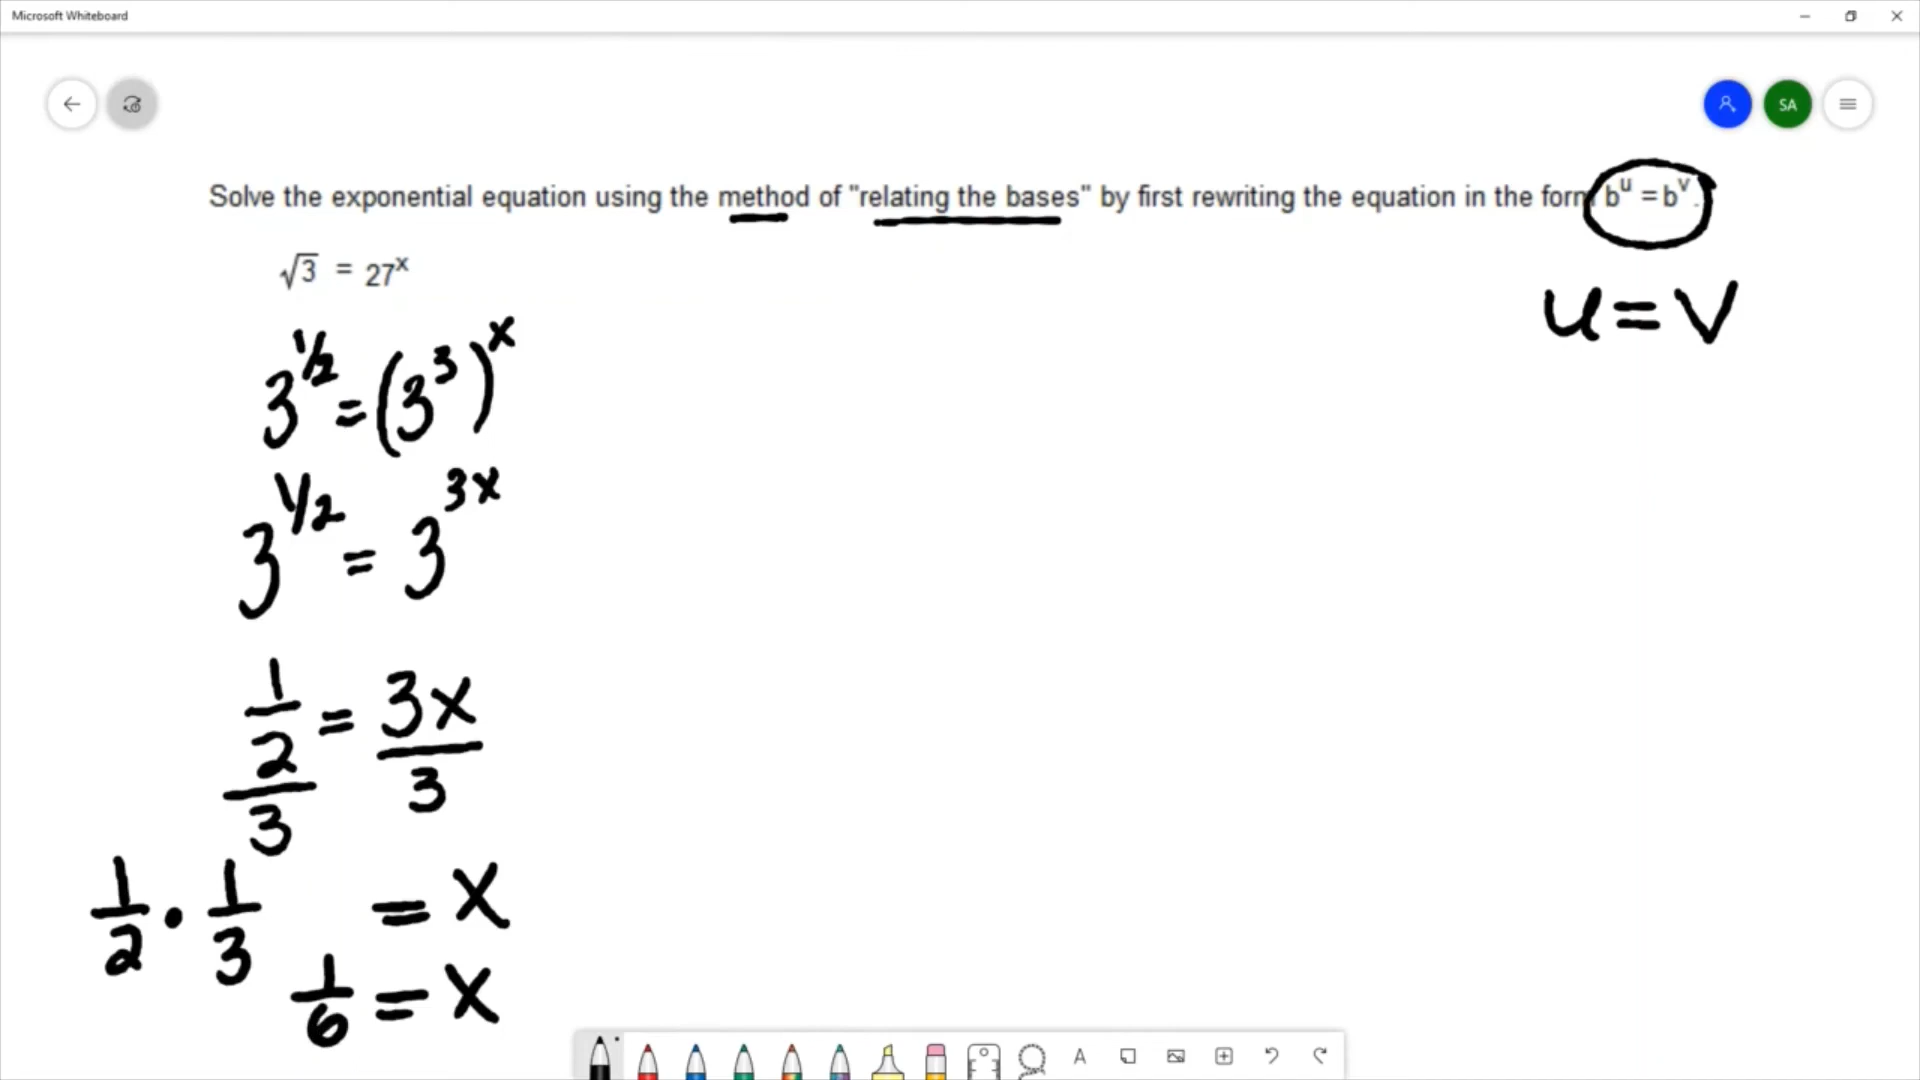 Microsoft Whiteboard
SA
Solve the exponential equation using the method of "relating the bases" by first rewriting the equation in the form b^u = b^v.
√3 = 27^x
u = v
3^1/2 = (3^3)^x
3^1/2 = 3^3x
1/2/3 = 3x/3
1/2 · 1/3 = x
1/6 = x
A